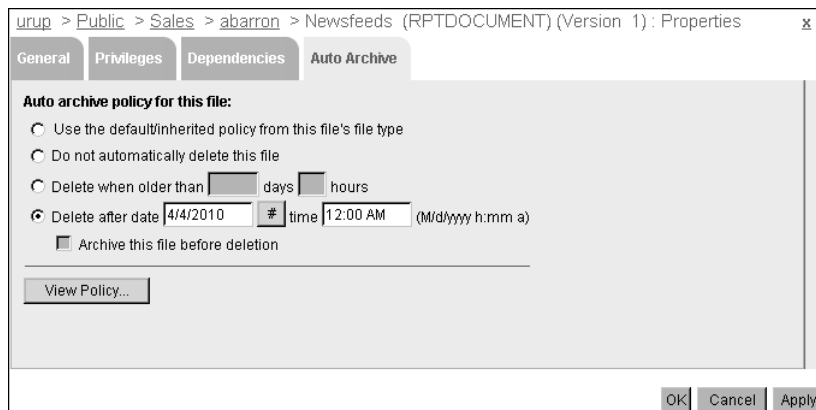 urup > Public > Sales > abarron > Newsfeeds (RPTDOCUMENT) (Version 1) : Properties x
General Privileges Dependencies Auto Archive
Auto archive policy for this file:
Use the default/inherited policy from this file's file type
Do not automatically delete this file
Delete when older than days hours
Delete after date 4/4/2010 # time 12:00 AM (M/d/yyyy h:mm a)
Archive this file before deletion
View Policy...
OK Cancel Apply